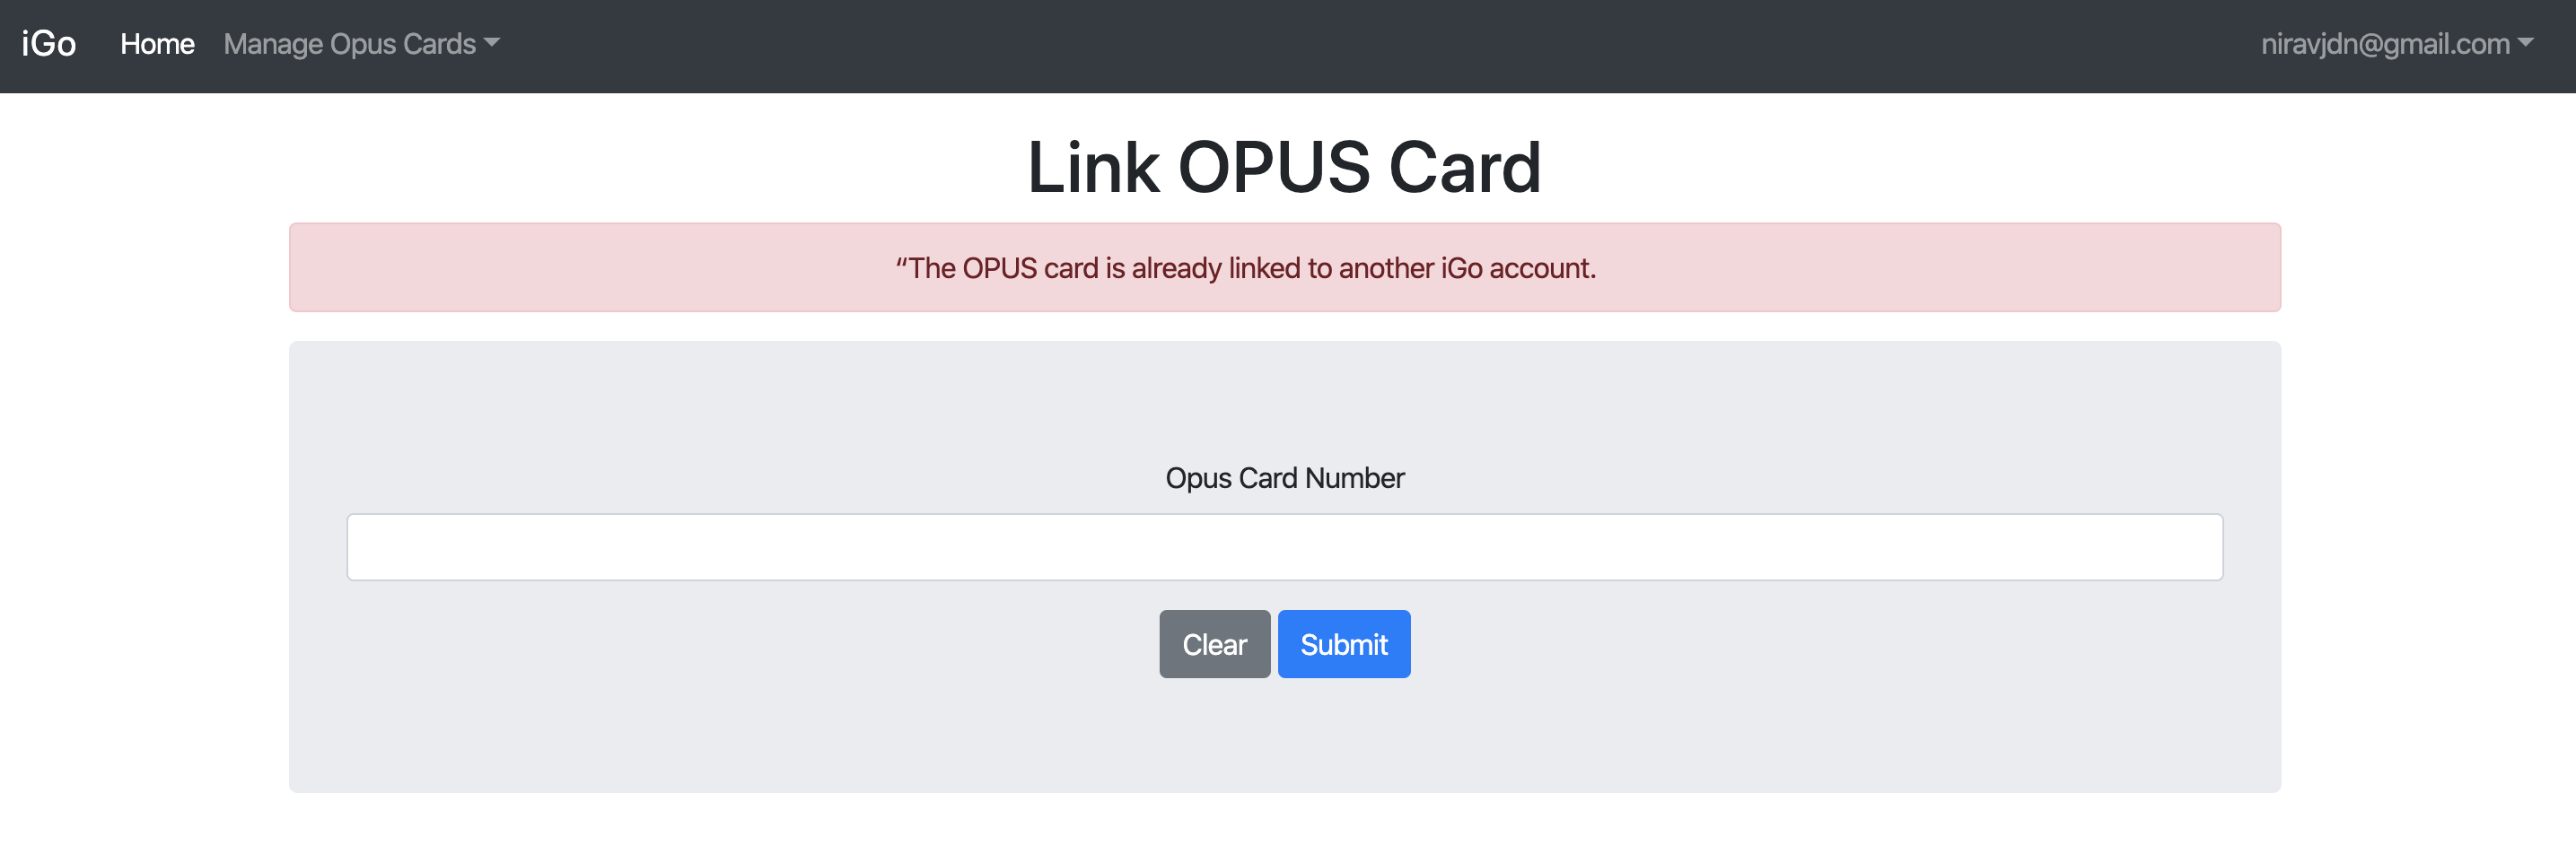 iGo Home Manage Opus Cards niravjdn@gmail.com
Link OPUS Card
“The OPUS card is already linked to another iGo account.
Opus Card Number
Clear Submit